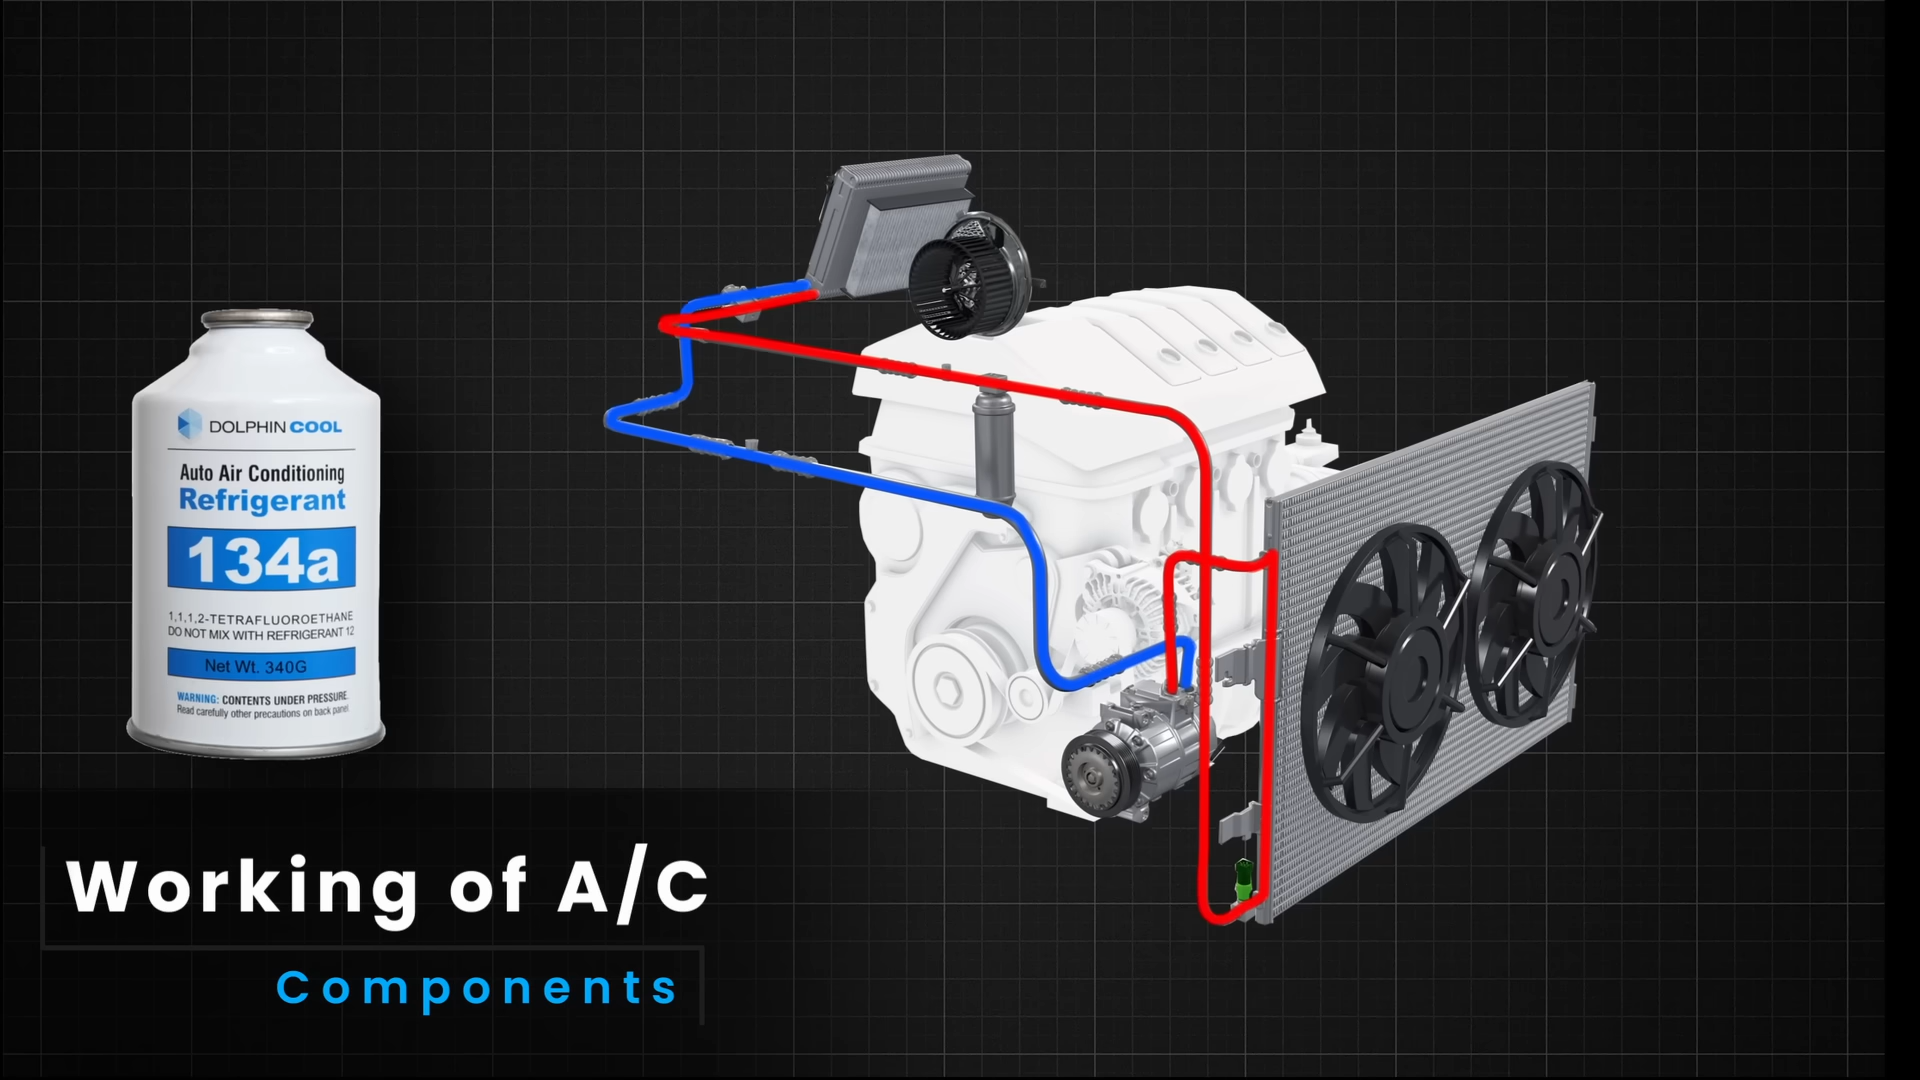 DOLPHIN COOL
Auto Air Conditioning
Refrigerant
134a
1,1,1,2-TETRAFLUOROETHANE
DO NOT MIX WITH REFRIGERANT 12
Net Wt. 340G
WARNING: CONTENTS UNDER PRESSURE.
Read carefully other precautions on back panel
Working of A/C
Components